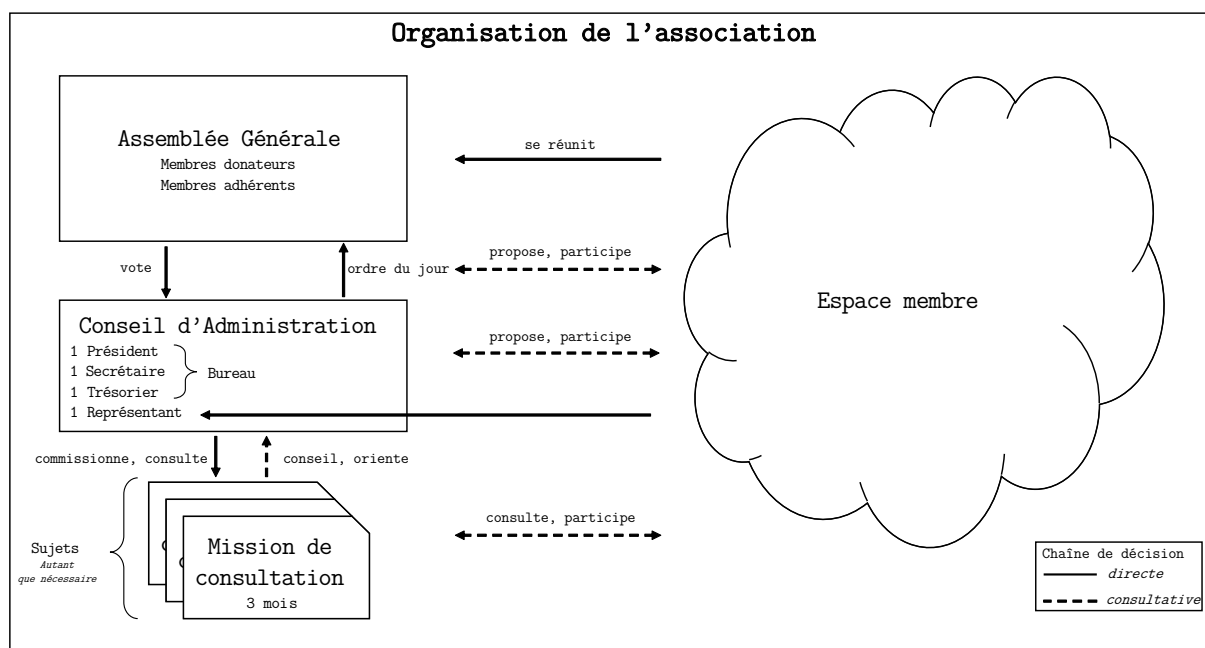 Organisation de l'association
Assemblée Générale
Membres donateurs
Membres adhérents
se réunit
vote
ordre du jour
propose, participe
Espace membre
Conseil d'Administration
1 Président
1 Secrétaire
1 Trésorier
Bureau
1 Représentant
propose, participe
commissionne, consulte
conseil, oriente
Sujets
Autant
que nécessaire
Mission de
consultation
3 mois
consulte, participe
Chaîne de décision
directe
consultative